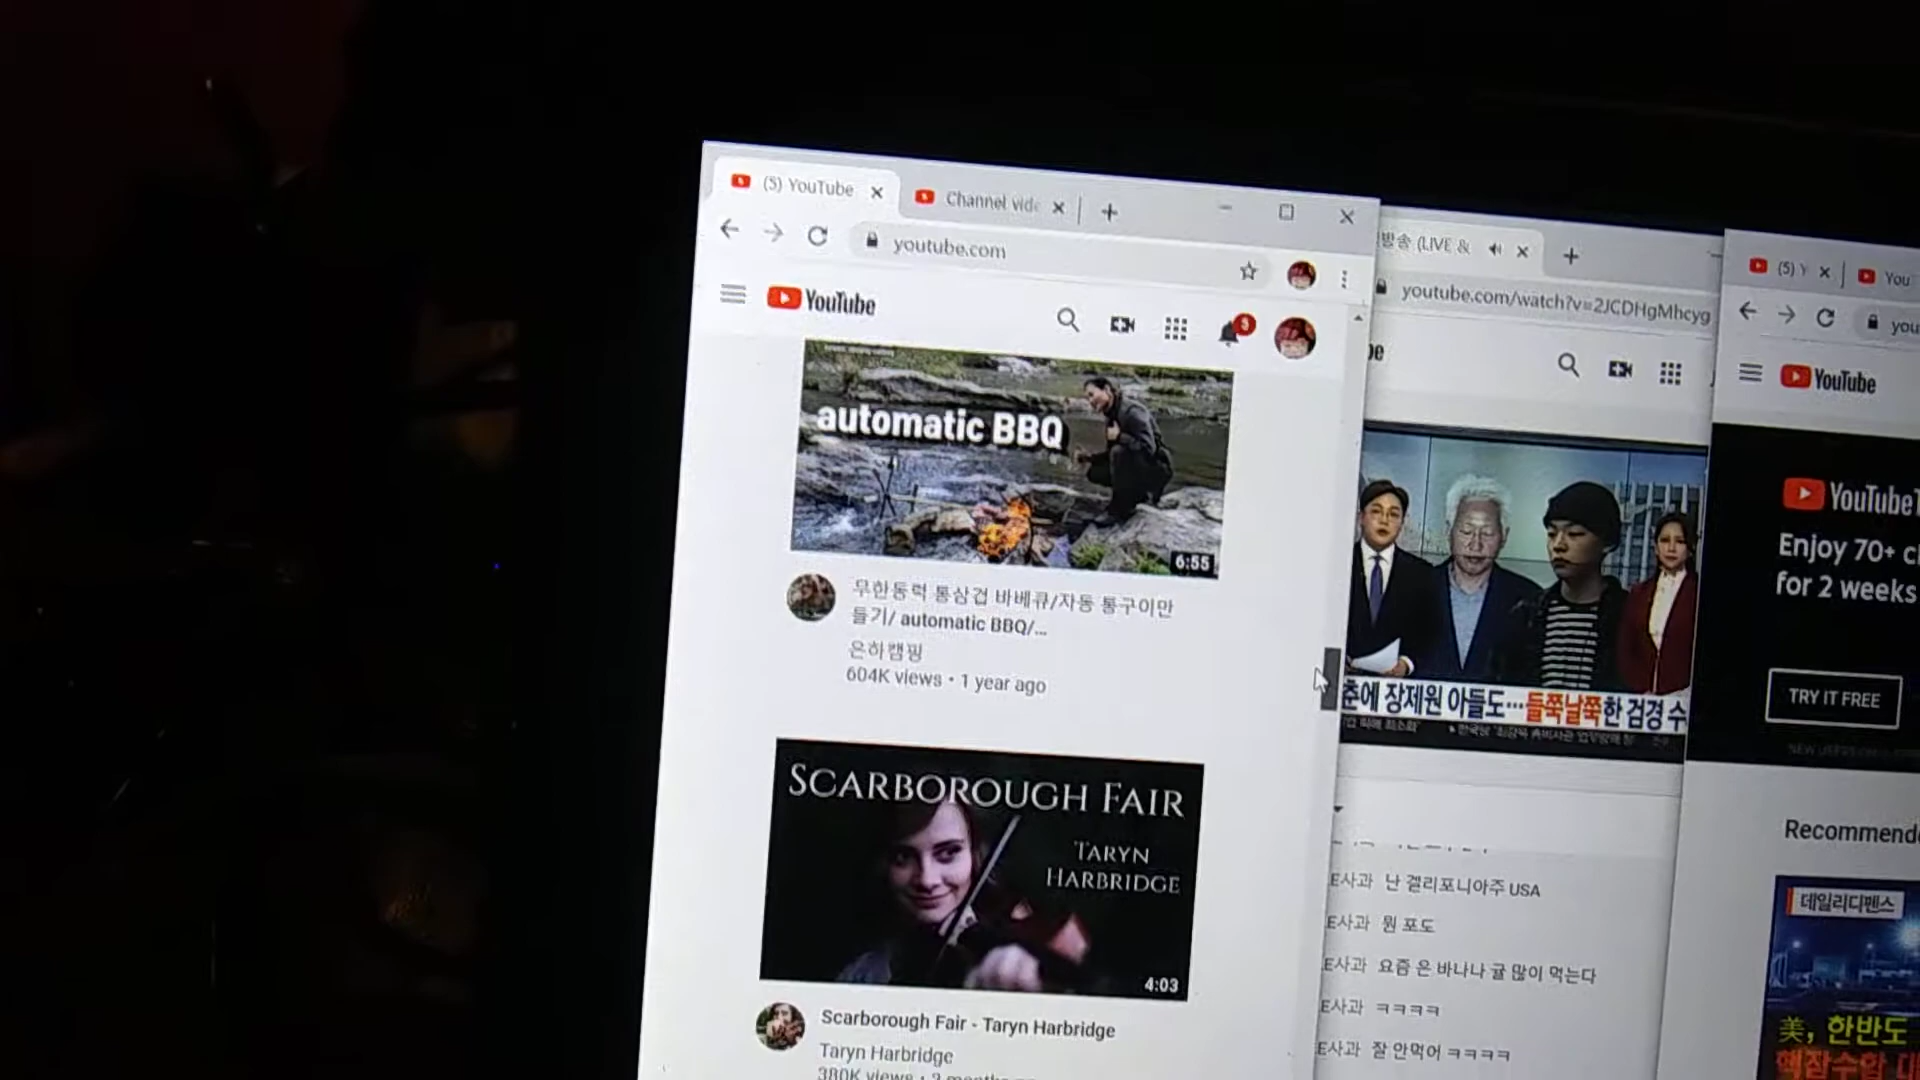 (5) YouTube
Channel vide
youtube.com
YouTube
3
automatic BBQ
6:55
무한동력 통삼겹 바베큐/자동 통구이만
들기/ automatic BBQ/...
은하캠핑
604K views • 1 year ago
SCARBOROUGH FAIR
TARYN
HARBRIDGE
4:03
Scarborough Fair - Taryn Harbridge
Taryn Harbridge
380K views
방송 (LIVE &
youtube.com/watch?v=2JCDHgMhcyg
be
춘에 장제원 아들도…들쭉날쭉한 검경 수
E사과 난 겔리포니아주 USA
E사과 뭔 포도
E사과 요즘 은 바나나 귤 많이 먹는다
E사과 ㅋㅋㅋㅋ
E사과 잘 안먹어 ㅋㅋㅋㅋ
(5) Y
You
you
YouTube
YouTube
Enjoy 70+ c
for 2 weeks
TRY IT FREE
Recommende
데일리디펜스
美, 한반도
핵잠수함 대